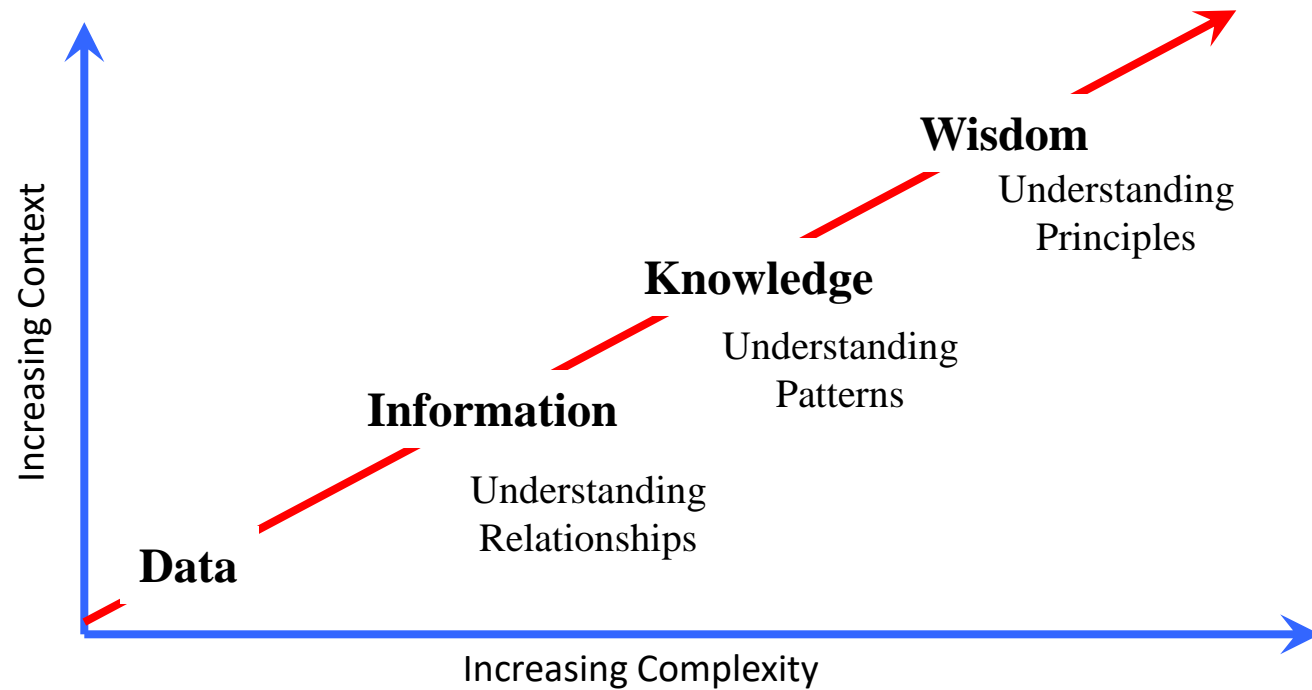 Increasing Context
Wisdom
Understanding
Principles
Knowledge
Understanding
Patterns
Information
Understanding
Relationships
Data
Increasing Complexity